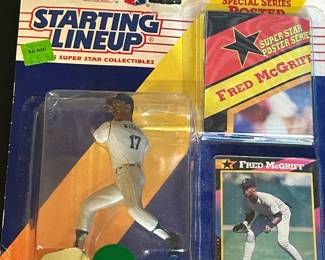 STARTING
LINEUP
SUPER STAR COLLECTIBLES
SPECIAL SERIES
POSTER
SUPER STAR
POSTER SERIES
FRED McGRIFF
17
FRED McGRIFF